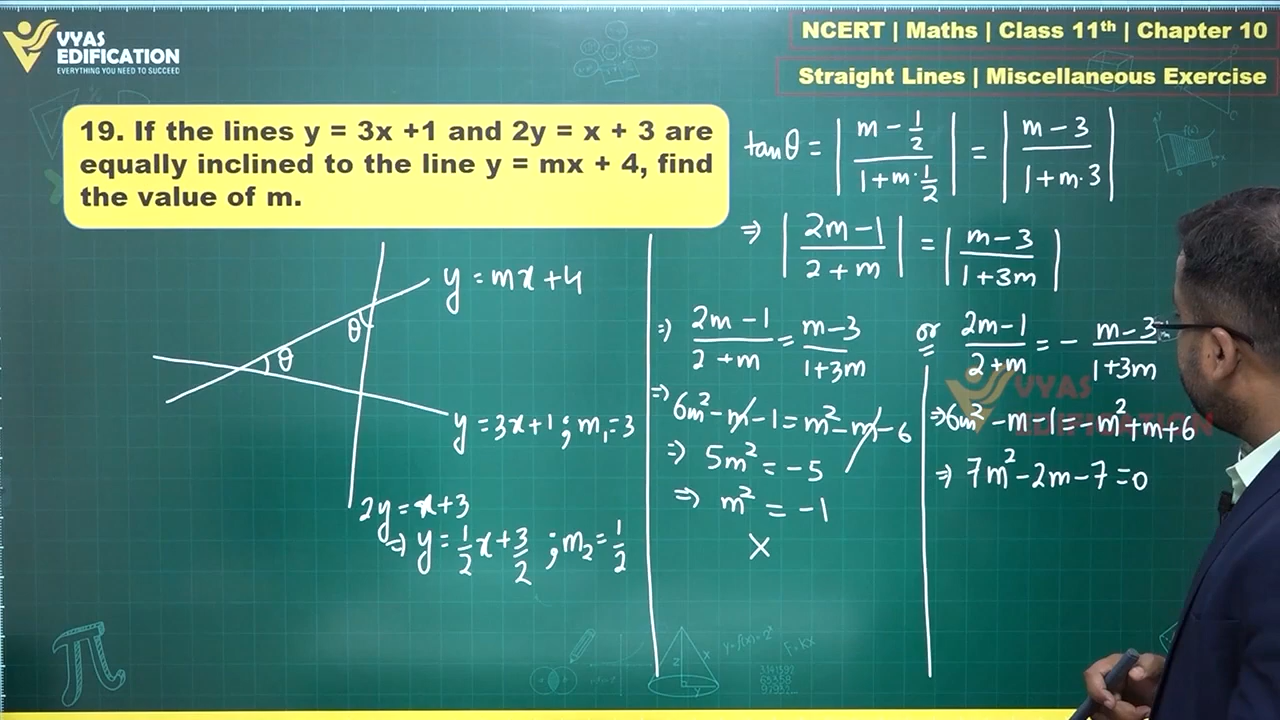 VYAS
EDIFICATION
EVERYTHING YOU NEED TO SUCCEED
NCERT | Maths | Class 11th | Chapter 10
Straight Lines | Miscellaneous Exercise
19. If the lines y = 3x +1 and 2y = x + 3 are
equally inclined to the line y = mx + 4, find
the value of m.
y = mx + 4
θ
θ
y = 3x+1 ; m₁=3
2y = x+3
⇒ y = 1/2 x + 3/2 ; m₂ = 1/2
tanθ = | (m − 1/2) / (1+m·1/2) | = | (m−3) / (1+m·3) |
⇒ | (2m−1) / (2+m) | = | (m−3) / (1+3m) |
⇒ (2m−1) / (2+m) = (m−3) / (1+3m)
⇒ 6m² − m − 1 = m² − m − 6
⇒ 5m² = −5
⇒ m² = −1
×
or (2m−1) / (2+m) = − (m−3) / (1+3m)
⇒ 6m² − m − 1 = −m² + m + 6
⇒ 7m² − 2m − 7 = 0
VYAS
EDIFICATION